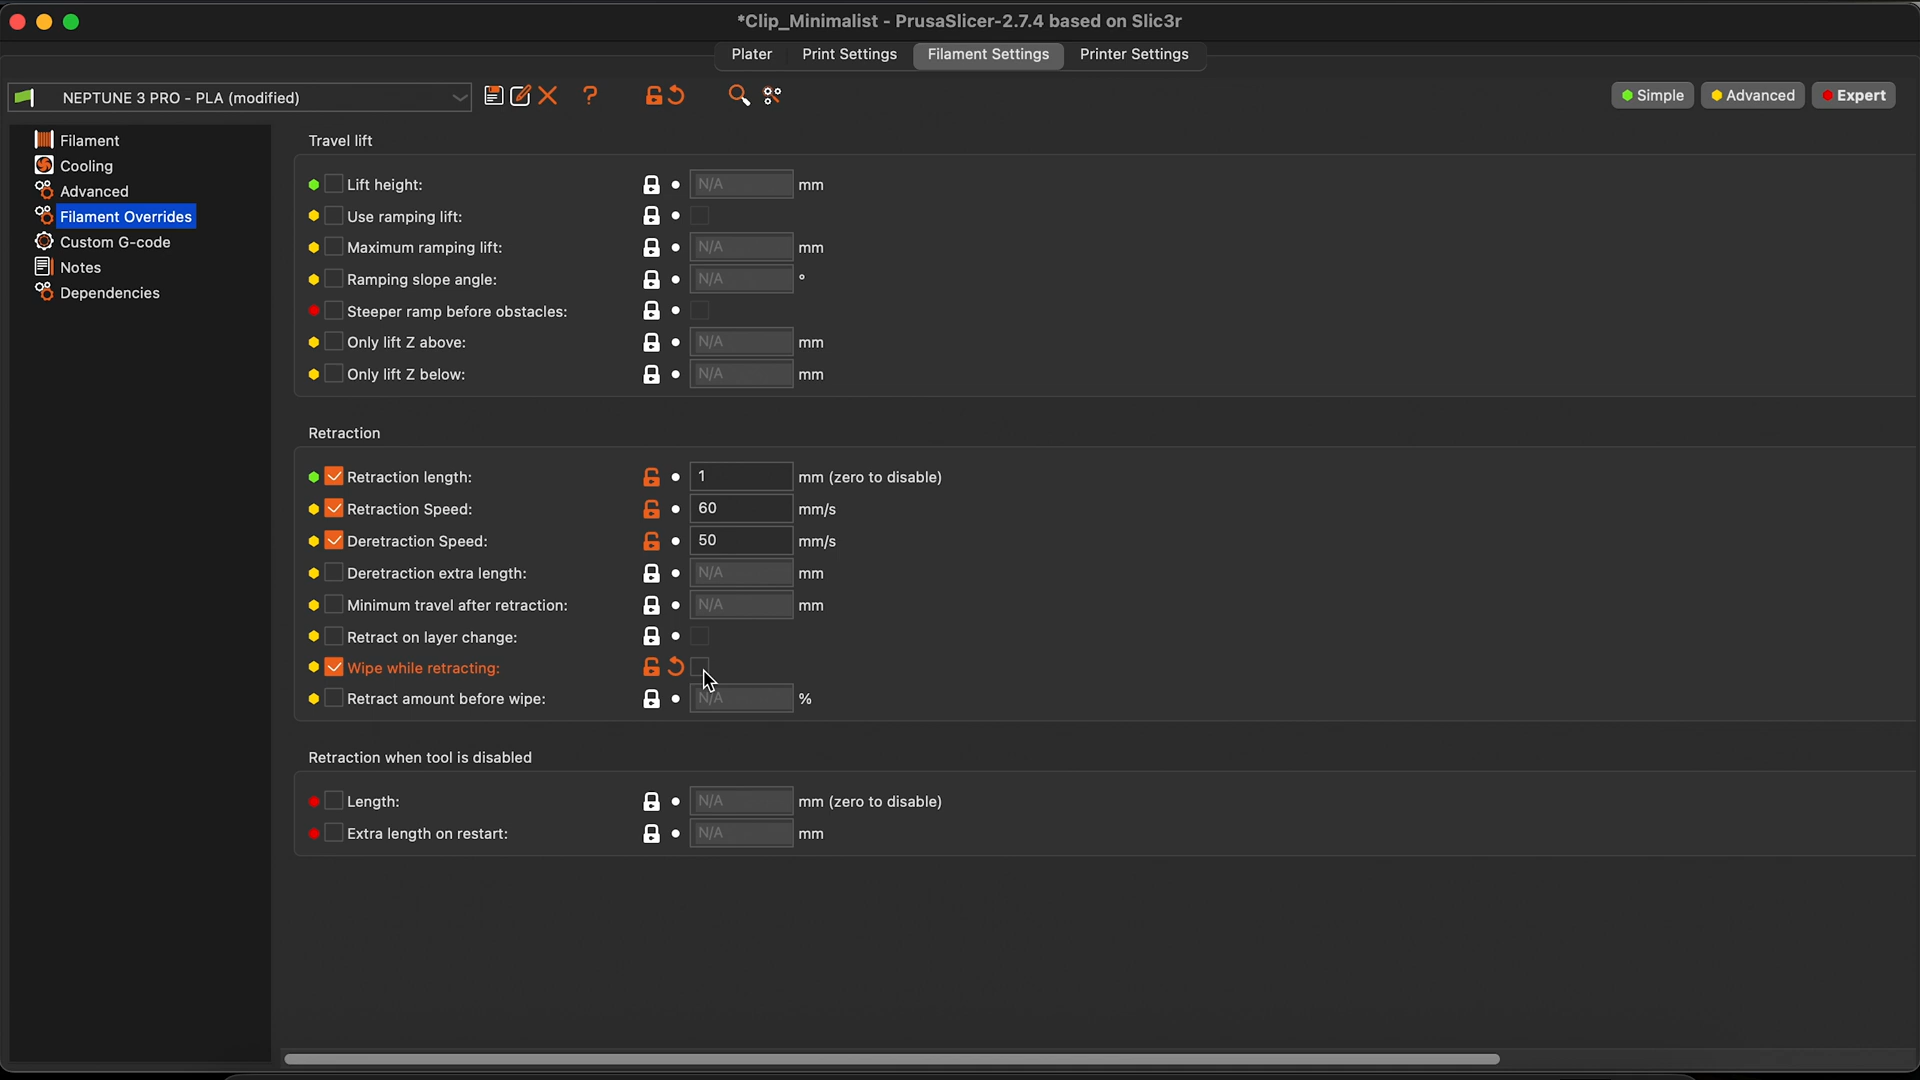 *Clip_Minimalist - PrusaSlicer-2.7.4 based on Slic3r
Plater Print Settings Filament Settings Printer Settings
NEPTUNE 3 PRO - PLA (modified) ? Simple Advanced Expert
Filament
Cooling
Advanced
Filament Overrides
Custom G-code
Notes
Dependencies
Travel lift
Lift height: N/A mm
Use ramping lift:
Maximum ramping lift: N/A mm
Ramping slope angle: N/A °
Steeper ramp before obstacles:
Only lift Z above: N/A mm
Only lift Z below: N/A mm
Retraction
Retraction length: 1 mm (zero to disable)
Retraction Speed: 60 mm/s
Deretraction Speed: 50 mm/s
Deretraction extra length: N/A mm
Minimum travel after retraction: N/A mm
Retract on layer change:
Wipe while retracting:
Retract amount before wipe: N/A %
Retraction when tool is disabled
Length: N/A mm (zero to disable)
Extra length on restart: N/A mm